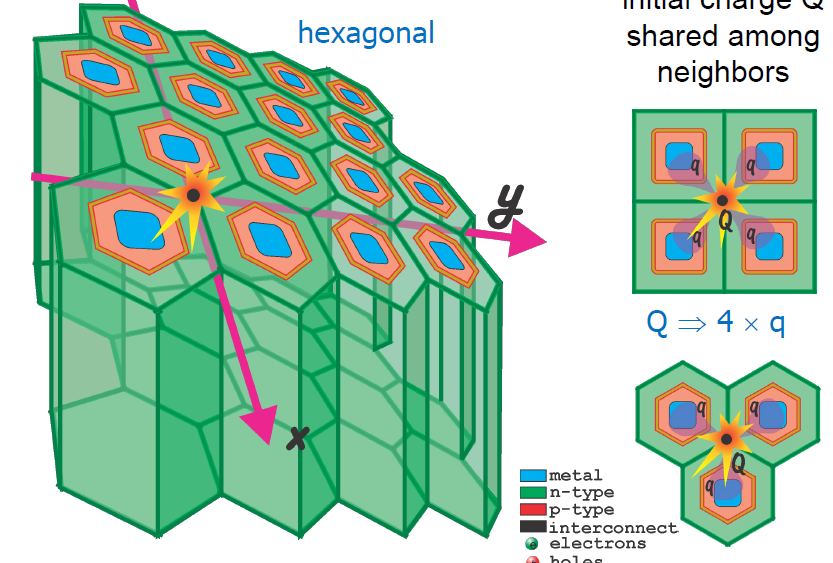 hexagonal
initial charge Q
shared among
neighbors
y
x
q
q
Q
q
q
Q ⇒ 4 × q
q
q
Q
q
metal
n-type
p-type
interconnect
e electrons
holes